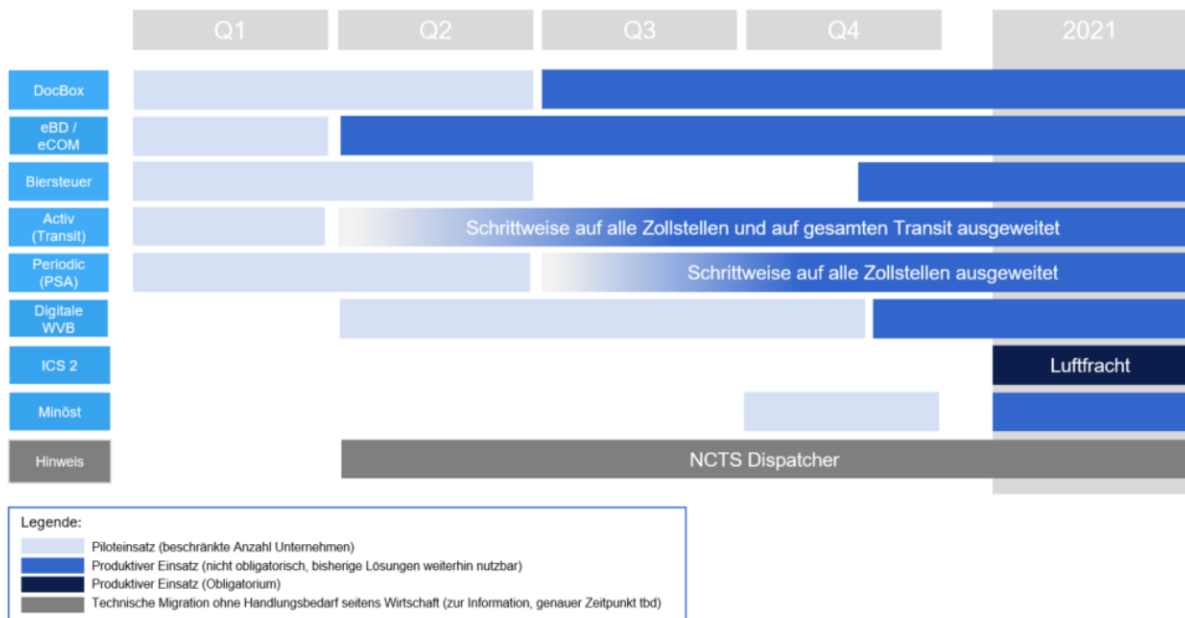 Q1 Q2 Q3 Q4 2021
DocBox
eBD /
eCOM
Biersteuer
Activ
(Transit)
Schrittweise auf alle Zollstellen und auf gesamten Transit ausgeweitet
Periodic
(PSA)
Schrittweise auf alle Zollstellen ausgeweitet
Digitale
WVB
ICS 2
Luftfracht
Minöst
Hinweis
NCTS Dispatcher
Legende:
Piloteinsatz (beschränkte Anzahl Unternehmen)
Produktiver Einsatz (nicht obligatorisch, bisherige Lösungen weiterhin nutzbar)
Produktiver Einsatz (Obligatorium)
Technische Migration ohne Handlungsbedarf seitens Wirtschaft (zur Information, genauer Zeitpunkt tbd)